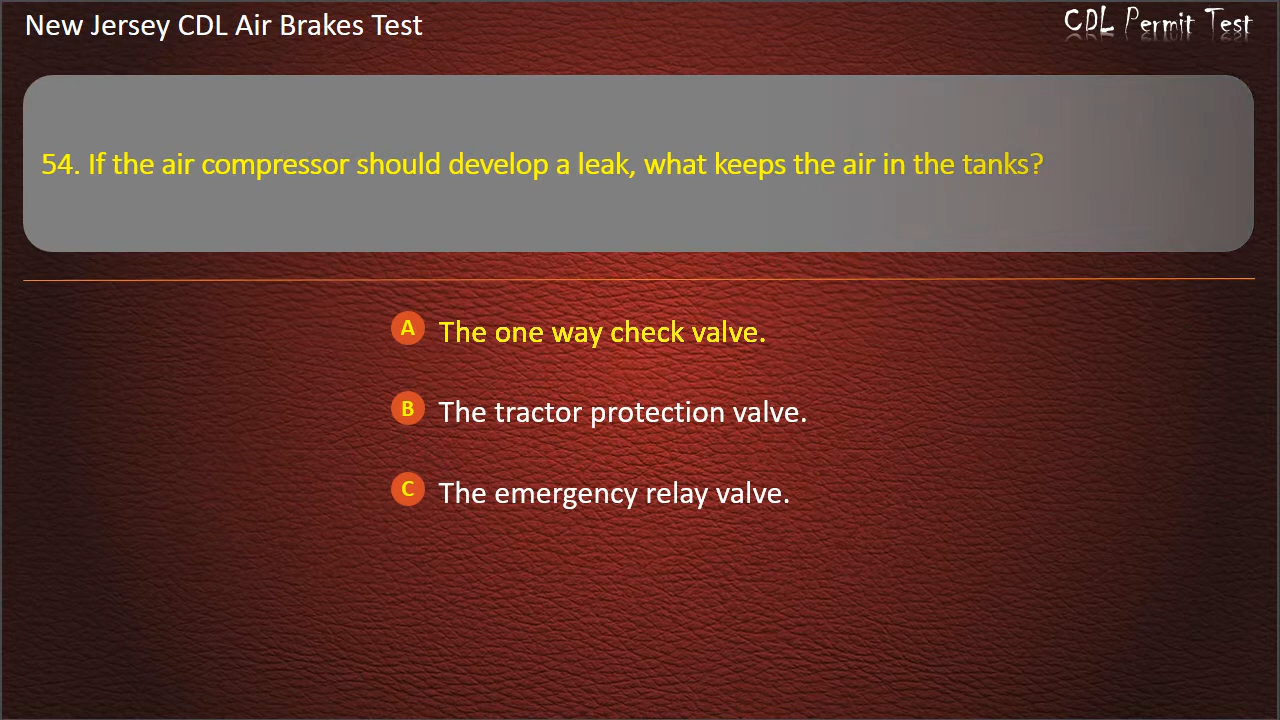 New Jersey CDL Air Brakes Test
CDL Permit Test
54. If the air compressor should develop a leak, what keeps the air in the tanks?
A The one way check valve.
B The tractor protection valve.
C The emergency relay valve.